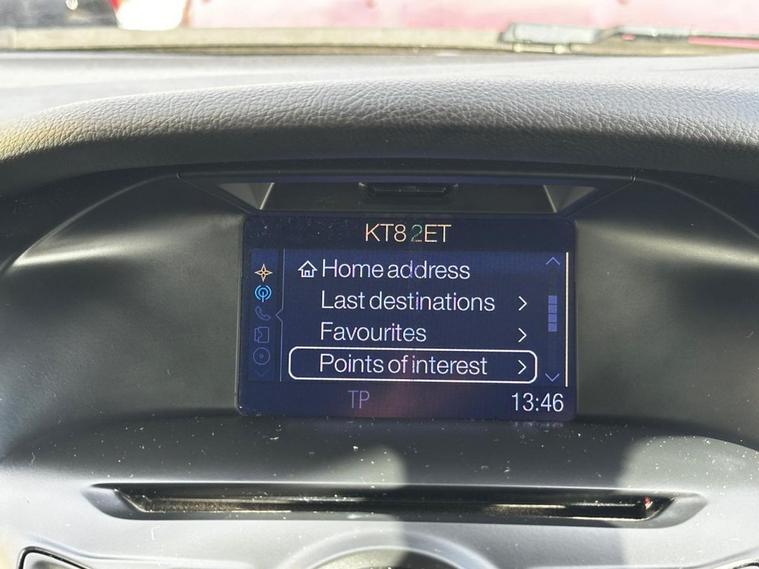 KT8 2ET
Home address
Last destinations
Favourites
Points of interest
TP
13:46